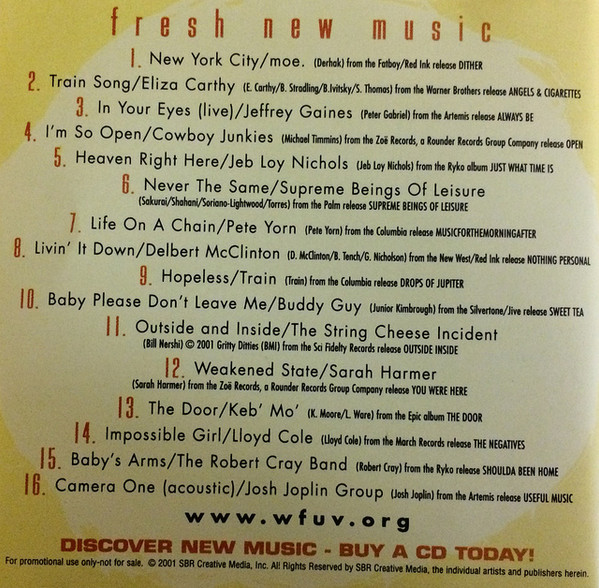 fresh new music
1. New York City/moe. (Derhak) from the Fatboy/Red Ink release DITHER
2. Train Song/Eliza Carthy (E. Carthy/B. Stradling/B.Ivitsky/S. Thomas) from the Warner Brothers release ANGELS & CIGARETTES
3. In Your Eyes (live)/Jeffrey Gaines (Peter Gabriel) from the Artemis release ALWAYS BE
4. I'm So Open/Cowboy Junkies (Michael Timmins) from the Zoë Records, a Rounder Records Group Company release OPEN
5. Heaven Right Here/Jeb Loy Nichols (Jeb Loy Nichols) from the Ryko album JUST WHAT TIME IS
6. Never The Same/Supreme Beings Of Leisure
(Sakurai/Shahani/Soriano-Lightwood/Torres) from the Palm release SUPREME BEINGS OF LEISURE
7. Life On A Chain/Pete Yorn (Pete Yorn) from the Columbia release MUSICFORTHEMORNINGAFTER
8. Livin' It Down/Delbert McClinton (D. McClinton/B. Tench/G. Nicholson) from the New West/Red Ink release NOTHING PERSONAL
9. Hopeless/Train (Train) from the Columbia release DROPS OF JUPITER
10. Baby Please Don't Leave Me/Buddy Guy (Junior Kimbrough) from the Silvertone/Jive release SWEET TEA
11. Outside and Inside/The String Cheese Incident
(Bill Nershi) © 2001 Gritty Ditties (BMI) from the Sci Fidelty Records release OUTSIDE INSIDE
12. Weakened State/Sarah Harmer
(Sarah Harmer) from the Zoë Records, a Rounder Records Group Company release YOU WERE HERE
13. The Door/Keb' Mo' (K. Moore/L. Ware) from the Epic album THE DOOR
14. Impossible Girl/Lloyd Cole (Lloyd Cole) from the March Records release THE NEGATIVES
15. Baby's Arms/The Robert Cray Band (Robert Cray) from the Ryko release SHOULDA BEEN HOME
16. Camera One (acoustic)/Josh Joplin Group (Josh Joplin) from the Artemis release USEFUL MUSIC
www.wfuv.org
DISCOVER NEW MUSIC - BUY A CD TODAY!
For promotional use only-not for sale. © 2001 SBR Creative Media, Inc. All Rights Reserved by SBR Creative Media, the individual artists and publishers herein.